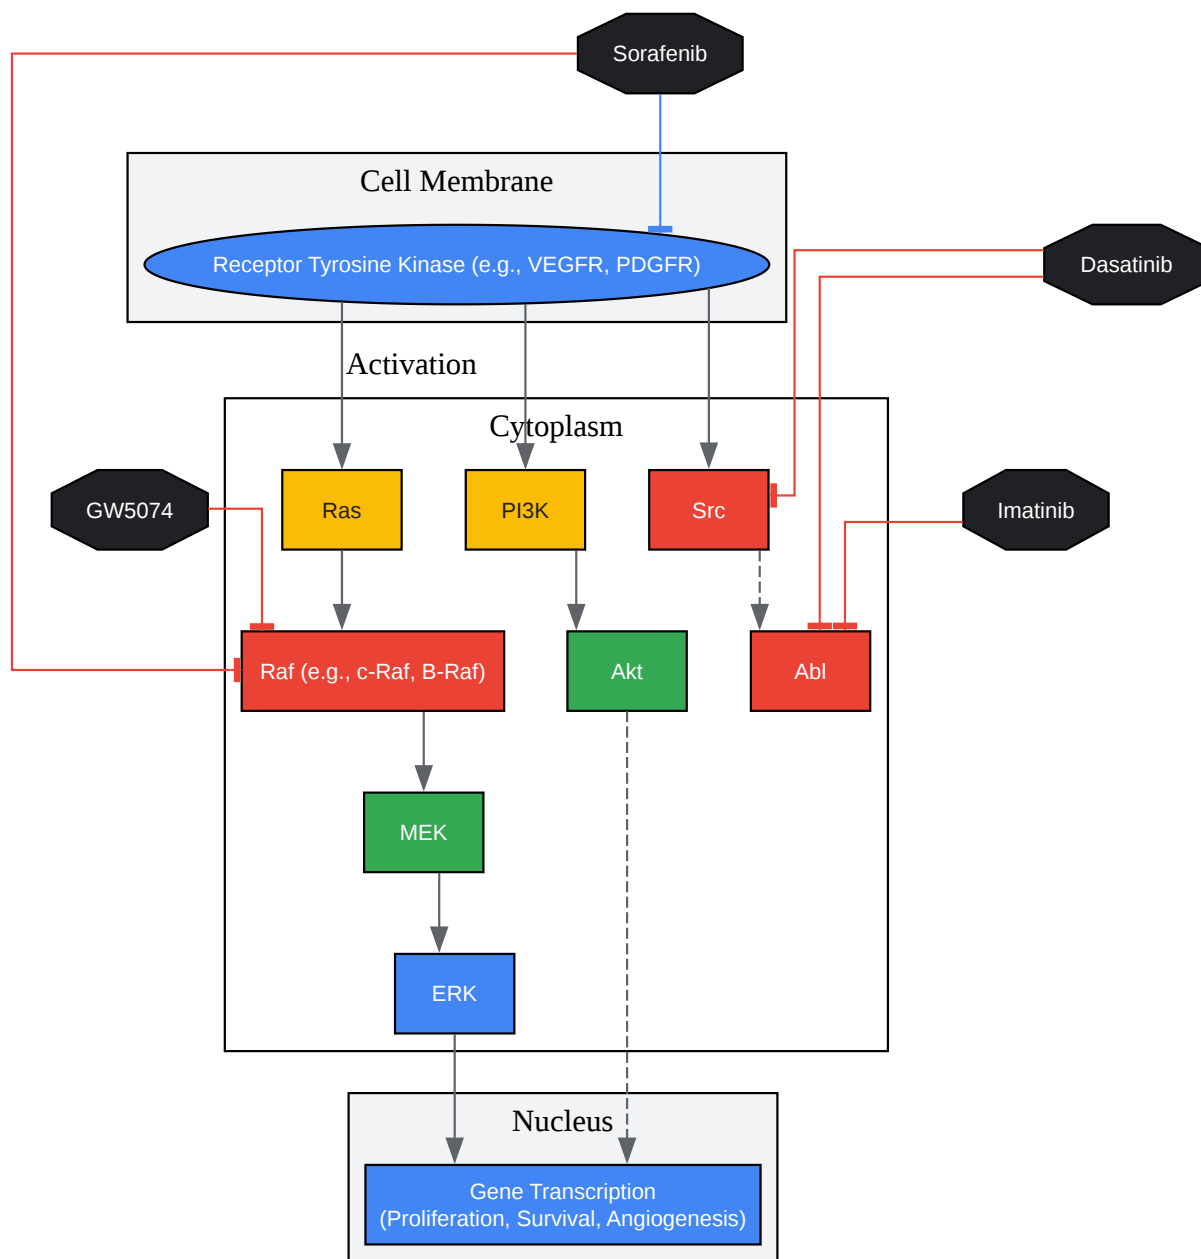 Sorafenib
Cell Membrane
Receptor Tyrosine Kinase (e.g., VEGFR, PDGFR)
Dasatinib
Activation
Cytoplasm
GW5074
Ras
PI3K
Src
Imatinib
Raf (e.g., c-Raf, B-Raf)
Akt
Abl
MEK
ERK
Nucleus
Gene Transcription
(Proliferation, Survival, Angiogenesis)